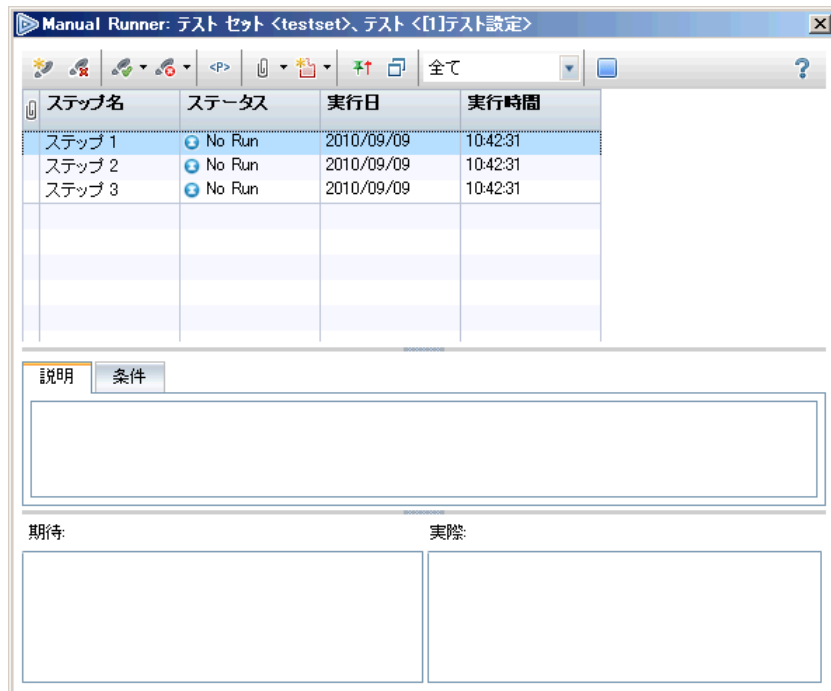 Manual Runner: テスト セット <testset>、テスト <[1]テスト設定>
<P> 全て ?
ステップ名 ステータス 実行日 実行時間
ステップ 1 No Run 2010/09/09 10:42:31
ステップ 2 No Run 2010/09/09 10:42:31
ステップ 3 No Run 2010/09/09 10:42:31
説明 条件
期待: 実際: